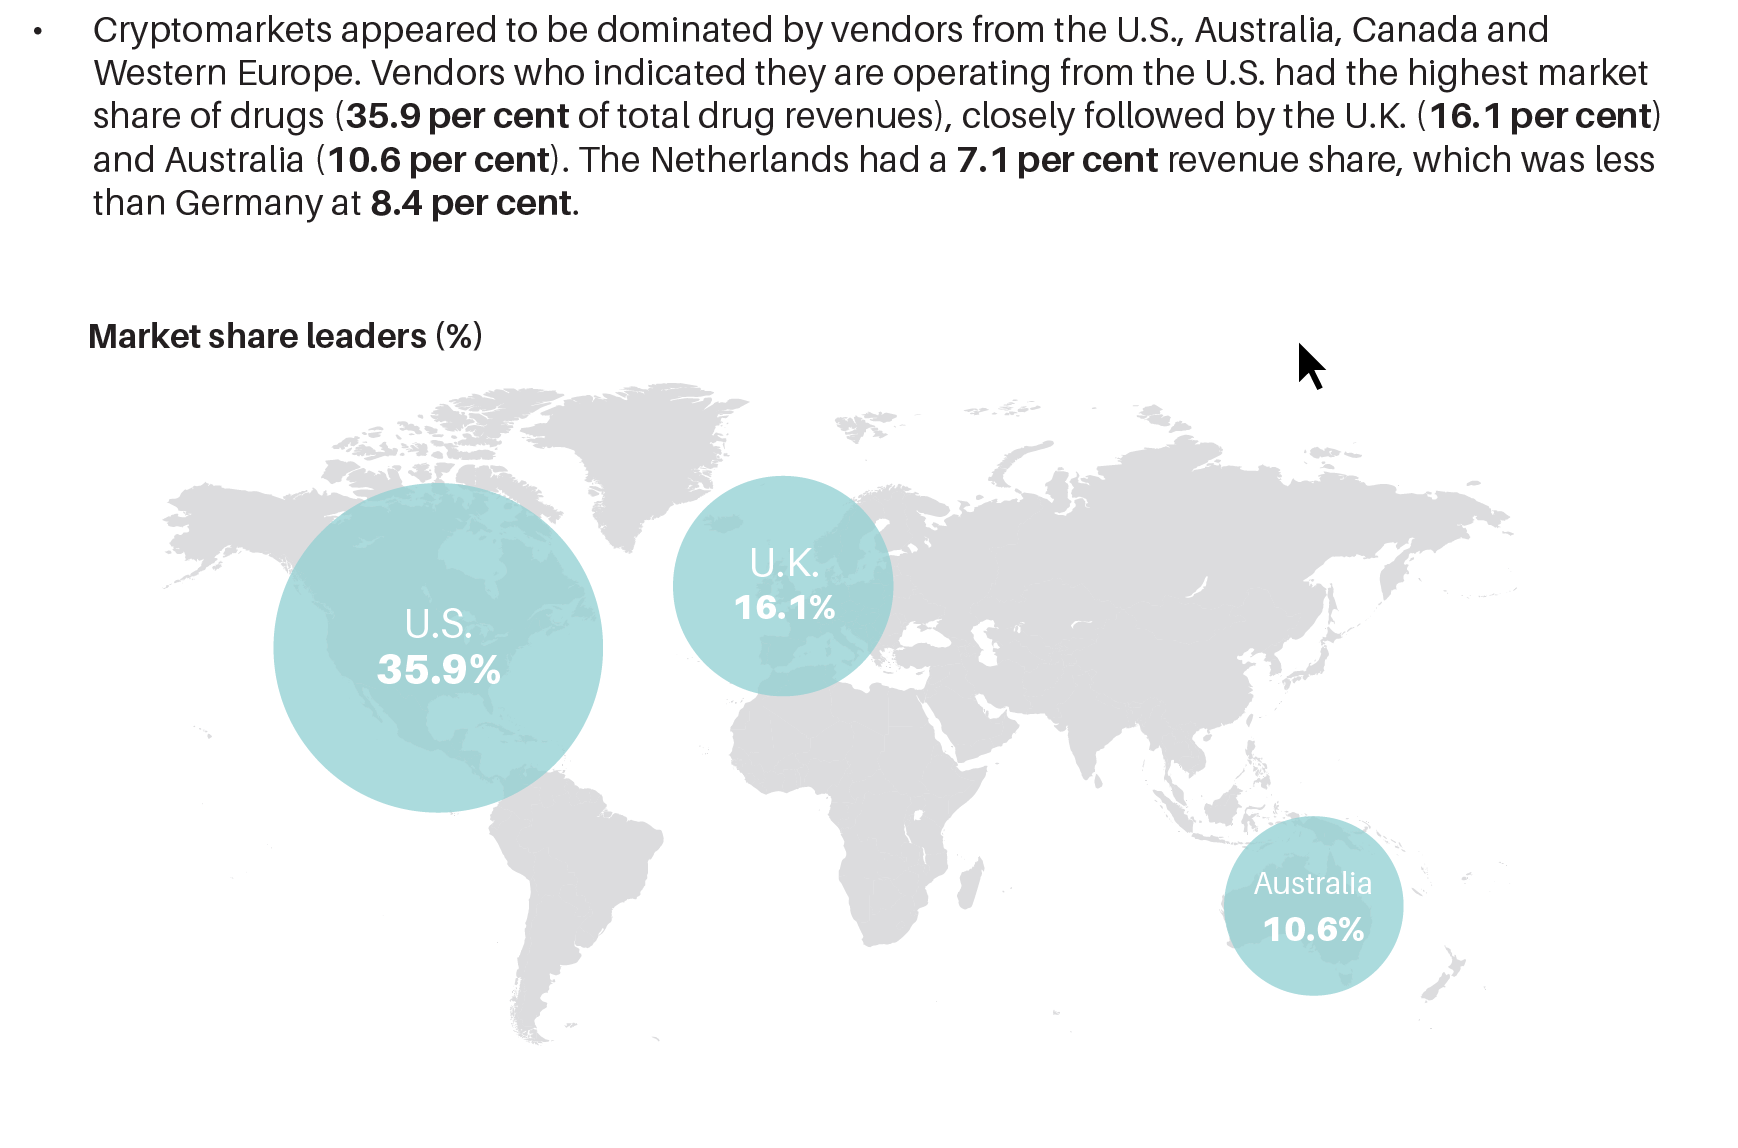 • Cryptomarkets appeared to be dominated by vendors from the U.S., Australia, Canada and
Western Europe. Vendors who indicated they are operating from the U.S. had the highest market
share of drugs (35.9 per cent of total drug revenues), closely followed by the U.K. (16.1 per cent)
and Australia (10.6 per cent). The Netherlands had a 7.1 per cent revenue share, which was less
than Germany at 8.4 per cent.
Market share leaders (%)
U.K.
16.1%
U.S.
35.9%
Australia
10.6%